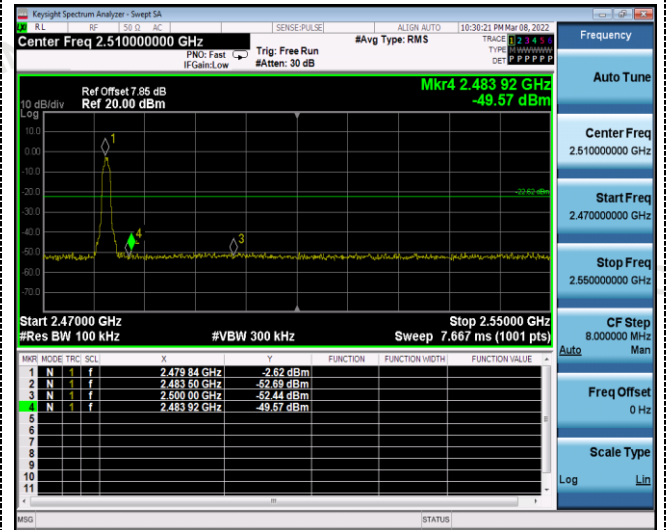 Keysight Spectrum Analyzer - Swept SA
RL RF 50 Ω AC SENSE:PULSE ALIGN AUTO 10:30:21 PM Mar 08, 2022
Center Freq 2.510000000 GHz
PNO: Fast
IFGain:Low
Trig: Free Run
#Atten: 30 dB
#Avg Type: RMS
TRACE 1 2 3 4 5 6
TYPE M WWWWW
DET P P P P P P
Ref Offset 7.85 dB
10 dB/div Ref 20.00 dBm
Log
Mkr4 2.483 92 GHz
-49.57 dBm
10.0
0.00
-10.0
-20.0
-30.0
-40.0
-50.0
-60.0
-70.0
1
4
3
-22.62 dBm
Start 2.47000 GHz Stop 2.55000 GHz
#Res BW 100 kHz #VBW 300 kHz Sweep 7.667 ms (1001 pts)
MKR MODE TRC SCL X Y FUNCTION FUNCTION WIDTH FUNCTION VALUE
1 N 1 f 2.479 84 GHz -2.62 dBm
2 N 1 f 2.483 50 GHz -52.69 dBm
3 N 1 f 2.500 00 GHz -52.44 dBm
4 N 1 f 2.483 92 GHz -49.57 dBm
5
6
7
8
9
10
11
MSG STATUS
Frequency
Auto Tune
Center Freq
2.510000000 GHz
Start Freq
2.470000000 GHz
Stop Freq
2.550000000 GHz
CF Step
8.000000 MHz
Auto Man
Freq Offset
0 Hz
Scale Type
Log Lin